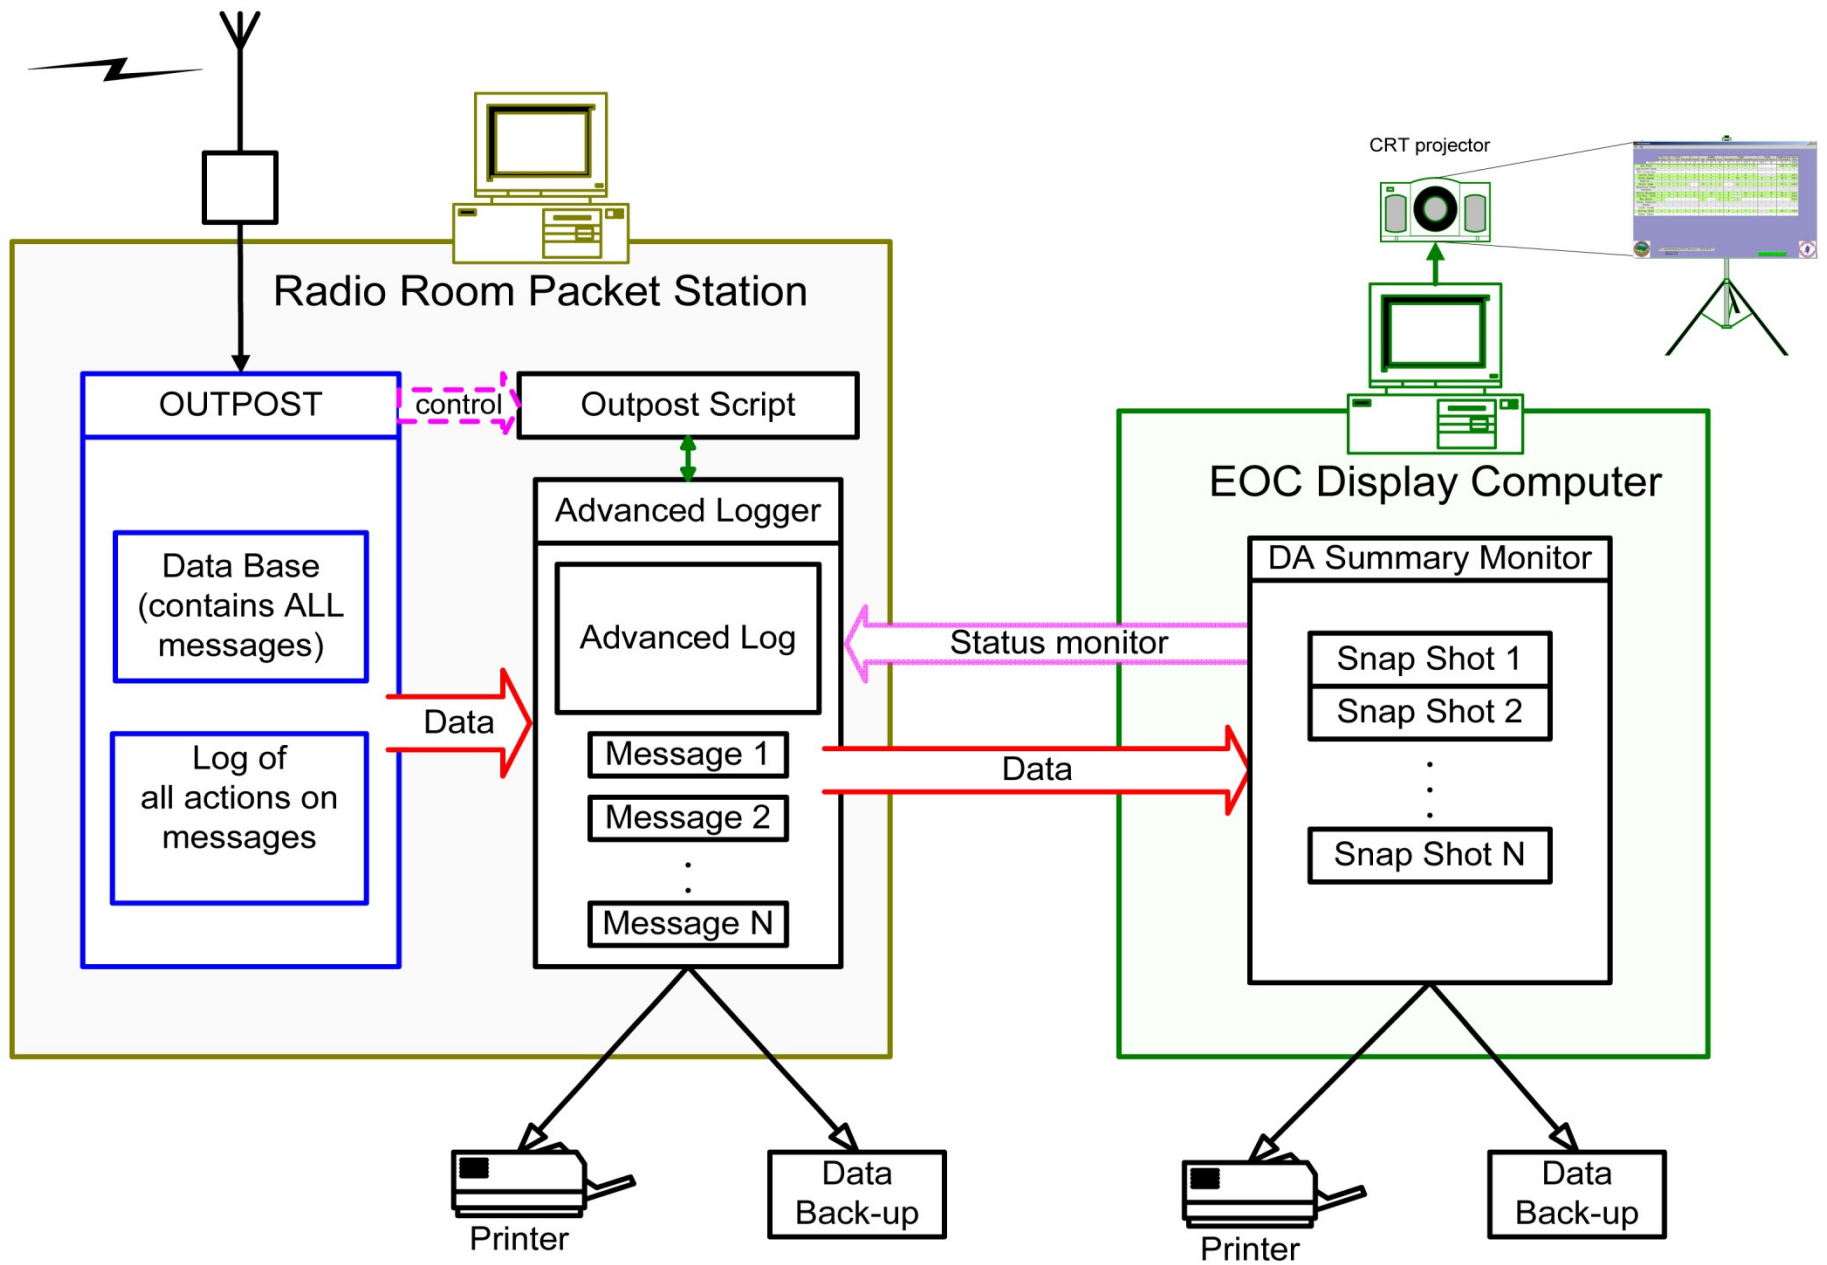 CRT projector
Radio Room Packet Station
OUTPOST
control
Outpost Script
Advanced Logger
Data Base
(contains ALL
messages)
Advanced Log
Log of
all actions on
messages
Data
Message 1
Message 2
.
.
Message N
Status monitor
Data
EOC Display Computer
DA Summary Monitor
Snap Shot 1
Snap Shot 2
.
.
.
Snap Shot N
Printer
Data
Back-up
Printer
Data
Back-up